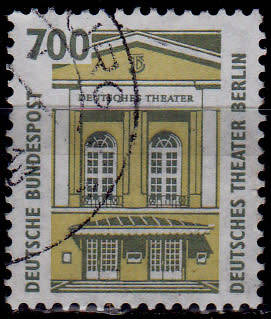 700
DEUTSCHES THEATER
DEUTSCHE BUNDESPOST
DEUTSCHES THEATER BERLIN